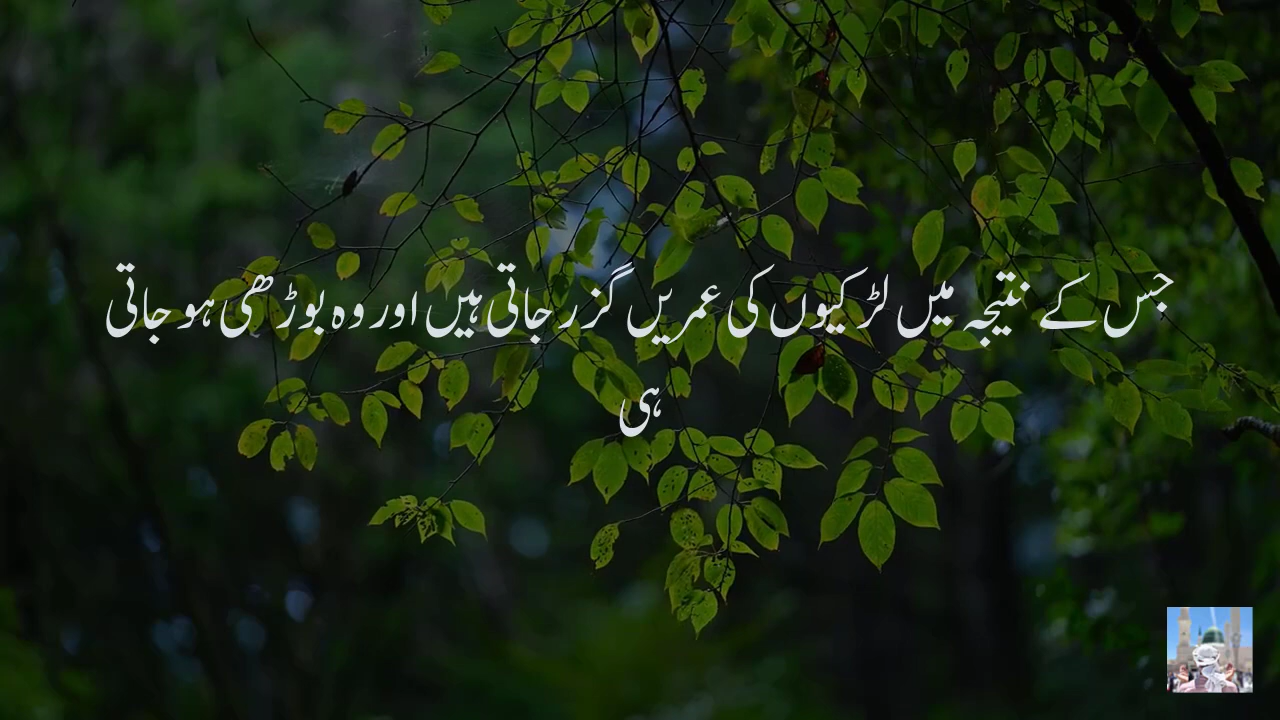 جس کے نتیجہ میں لڑکیوں کی عمریں گزر جاتی ہیں اور وہ بوڑھی ہو جاتی
ہی